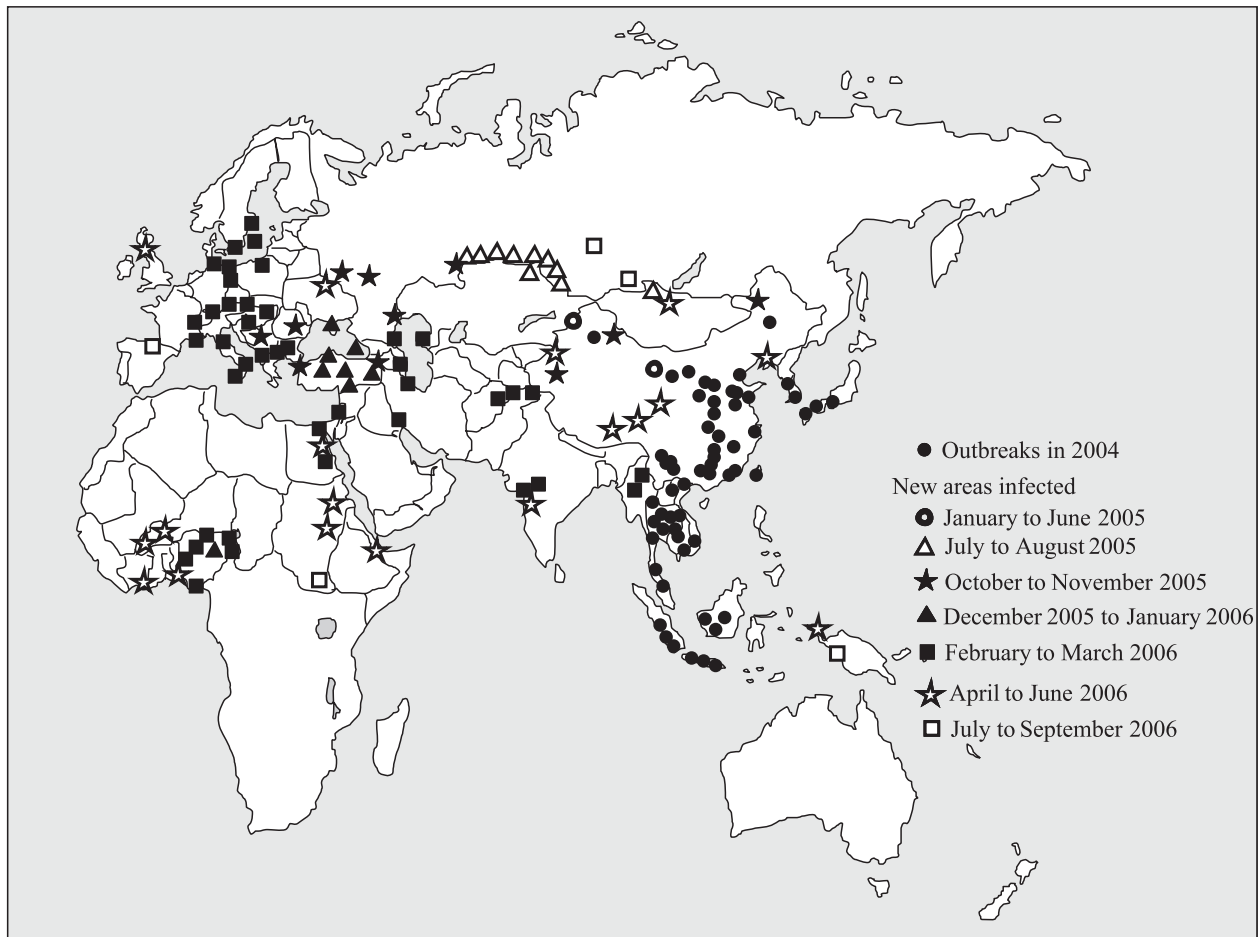 Outbreaks in 2004
New areas infected
January to June 2005
July to August 2005
October to November 2005
December 2005 to January 2006
February to March 2006
April to June 2006
July to September 2006